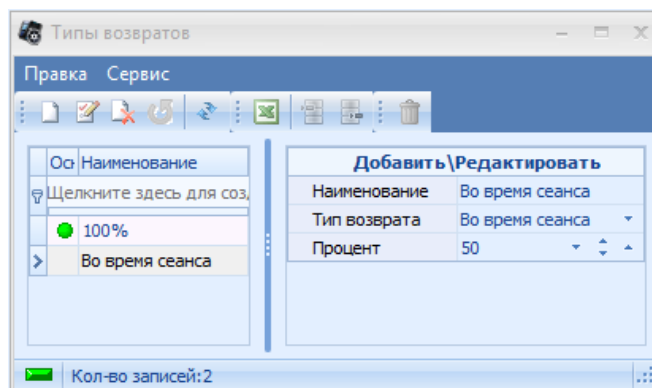 Типы возвратов
Правка Сервис
Осн Наименование
Щелкните здесь для соз
100%
Во время сеанса
Добавить\Редактировать
Наименование Во время сеанса
Тип возврата Во время сеанса
Процент 50
Кол-во записей:2